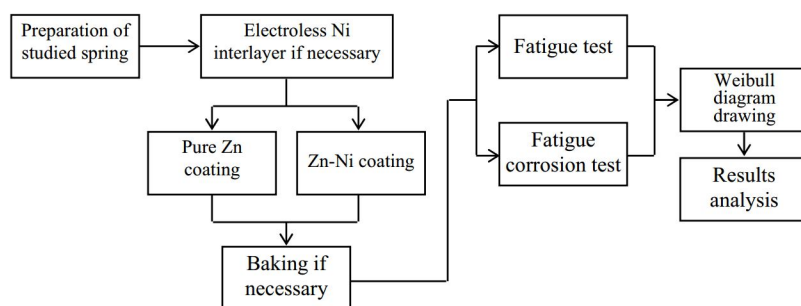 Preparation of
studied spring
Electroless Ni
interlayer if necessary
Pure Zn
coating
Zn-Ni coating
Baking if
necessary
Fatigue test
Fatigue
corrosion test
Weibull
diagram
drawing
Results
analysis